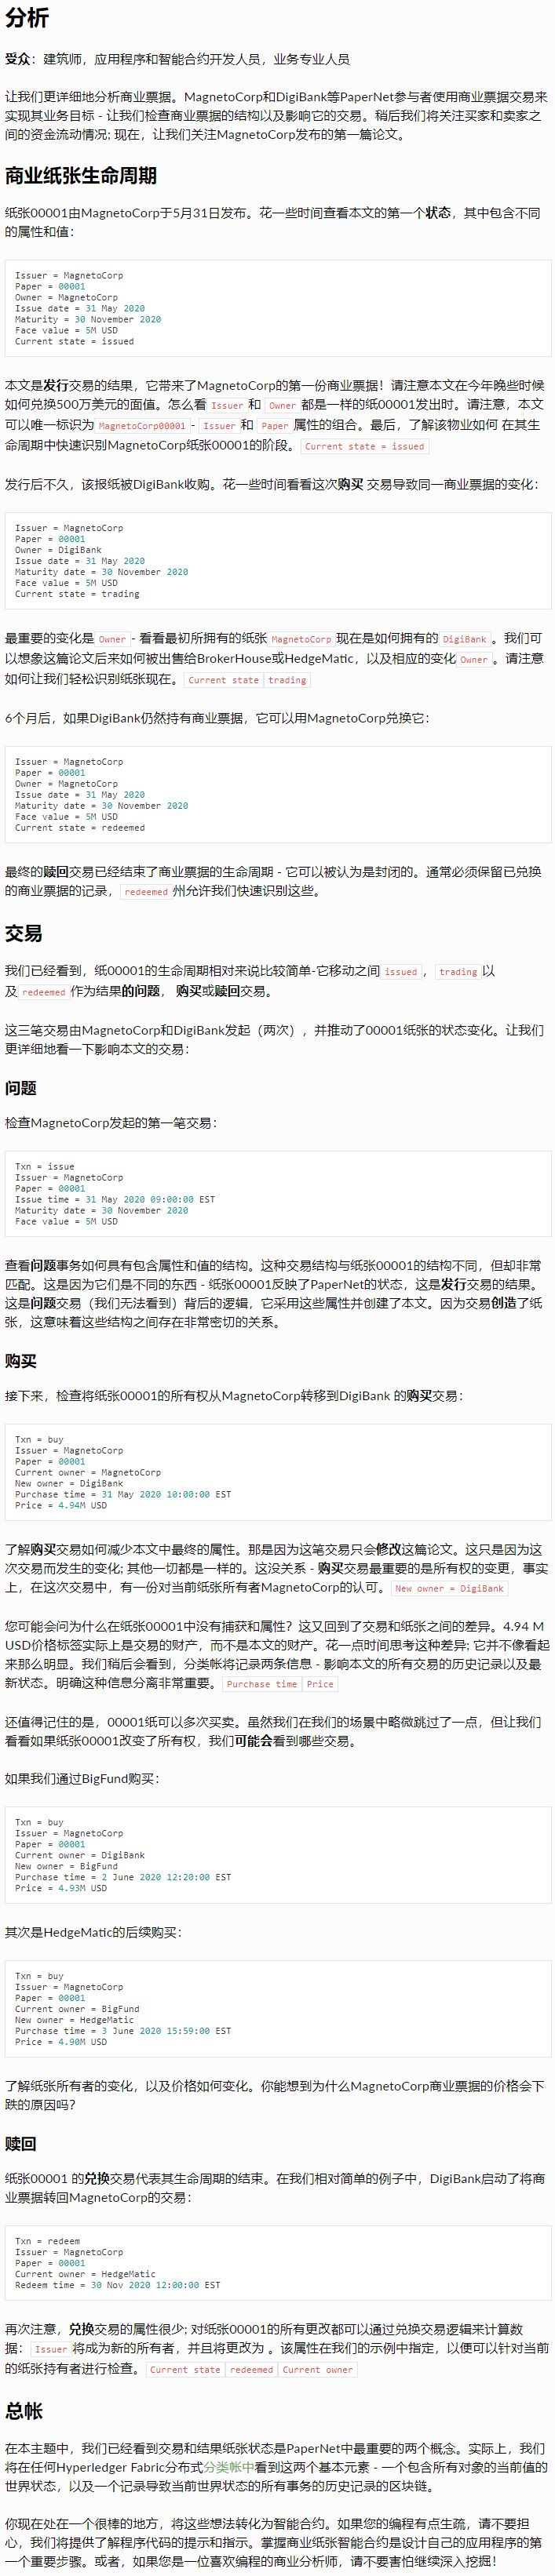 分析
受众：建筑师，应用程序和智能合约开发人员，业务专业人员
让我们更详细地分析商业票据。MagnetoCorp和DigiBank等PaperNet参与者使用商业票据交易来
实现其业务目标 - 让我们检查商业票据的结构以及影响它的交易。稍后我们将关注买家和卖家之
间的资金流动情况; 现在，让我们关注MagnetoCorp发布的第一篇论文。
商业纸张生命周期
纸张00001由MagnetoCorp于5月31日发布。花一些时间查看本文的第一个状态，其中包含不同
的属性和值：
Issuer = MagnetoCorp
Paper = 00001
Owner = MagnetoCorp
Issue date = 31 May 2020
Maturity = 30 November 2020
Face value = 5M USD
Current state = issued
本文是发行交易的结果，它带来了MagnetoCorp的第一份商业票据！请注意本文在今年晚些时候
如何兑换500万美元的面值。怎么看 Issuer 和 Owner 都是一样的纸00001发出时。请注意，本文
可以唯一标识为 MagnetoCorp00001 - Issuer 和 Paper 属性的组合。最后，了解该物业如何 在其生
命周期中快速识别MagnetoCorp纸张00001的阶段。 Current state = issued
发行后不久，该报纸被DigiBank收购。花一些时间看看这次购买 交易导致同一商业票据的变化：
Issuer = MagnetoCorp
Paper = 00001
Owner = DigiBank
Issue date = 31 May 2020
Maturity date = 30 November 2020
Face value = 5M USD
Current state = trading
最重要的变化是 Owner - 看看最初所拥有的纸张 MagnetoCorp 现在是如何拥有的 DigiBank 。我们可
以想象这篇论文后来如何被出售给BrokerHouse或HedgeMatic，以及相应的变化 Owner 。请注意
如何让我们轻松识别纸张现在。 Current state trading
6个月后，如果DigiBank仍然持有商业票据，它可以用MagnetoCorp兑换它：
Issuer = MagnetoCorp
Paper = 00001
Owner = MagnetoCorp
Issue date = 31 May 2020
Maturity date = 30 November 2020
Face value = 5M USD
Current state = redeemed
最终的赎回交易已经结束了商业票据的生命周期 - 它可以被认为是封闭的。通常必须保留已兑换
的商业票据的记录， redeemed 州允许我们快速识别这些。
交易
我们已经看到，纸00001的生命周期相对来说比较简单-它移动之间 issued ， trading 以
及 redeemed 作为结果的问题， 购买或赎回交易。
这三笔交易由MagnetoCorp和DigiBank发起（两次），并推动了00001纸张的状态变化。让我们
更详细地看一下影响本文的交易：
问题
检查MagnetoCorp发起的第一笔交易：
Txn = issue
Issuer = MagnetoCorp
Paper = 00001
Issue time = 31 May 2020 09:00:00 EST
Maturity date = 30 November 2020
Face value = 5M USD
查看问题事务如何具有包含属性和值的结构。这种交易结构与纸张00001的结构不同，但却非常
匹配。这是因为它们是不同的东西 - 纸张00001反映了PaperNet的状态，这是发行交易的结果。
这是问题交易（我们无法看到）背后的逻辑，它采用这些属性并创建了本文。因为交易创造了纸
张，这意味着这些结构之间存在非常密切的关系。
购买
接下来，检查将纸张00001的所有权从MagnetoCorp转移到DigiBank 的购买交易：
Txn = buy
Issuer = MagnetoCorp
Paper = 00001
Current owner = MagnetoCorp
New owner = DigiBank
Purchase time = 31 May 2020 10:00:00 EST
Price = 4.94M USD
了解购买交易如何减少本文中最终的属性。那是因为这笔交易只会修改这篇论文。这只是因为这
次交易而发生的变化; 其他一切都是一样的。这没关系 - 购买交易最重要的是所有权的变更，事实
上，在这次交易中，有一份对当前纸张所有者MagnetoCorp的认可。 New owner = DigiBank
您可能会问为什么在纸张00001中没有捕获和属性？这又回到了交易和纸张之间的差异。4.94 M
USD价格标签实际上是交易的财产，而不是本文的财产。花一点时间思考这种差异; 它并不像看起
来那么明显。我们稍后会看到，分类帐将记录两条信息 - 影响本文的所有交易的历史记录以及最
新状态。明确这种信息分离非常重要。 Purchase time Price
还值得记住的是，00001纸可以多次买卖。虽然我们在我们的场景中略微跳过了一点，但让我们
看看如果纸张00001改变了所有权，我们可能会看到哪些交易。
如果我们通过BigFund购买：
Txn = buy
Issuer = MagnetoCorp
Paper = 00001
Current owner = DigiBank
New owner = BigFund
Purchase time = 2 June 2020 12:20:00 EST
Price = 4.93M USD
其次是HedgeMatic的后续购买：
Txn = buy
Issuer = MagnetoCorp
Paper = 00001
Current owner = BigFund
New owner = HedgeMatic
Purchase time = 3 June 2020 15:59:00 EST
Price = 4.90M USD
了解纸张所有者的变化，以及价格如何变化。你能想到为什么MagnetoCorp商业票据的价格会下
跌的原因吗？
赎回
纸张00001 的兑换交易代表其生命周期的结束。在我们相对简单的例子中，DigiBank启动了将商
业票据转回MagnetoCorp的交易：
Txn = redeem
Issuer = MagnetoCorp
Paper = 00001
Current owner = HedgeMatic
Redeem time = 30 Nov 2020 12:00:00 EST
再次注意，兑换交易的属性很少; 对纸张00001的所有更改都可以通过兑换交易逻辑来计算数
据： Issuer 将成为新的所有者，并且将更改为 。该属性在我们的示例中指定，以便可以针对当前
的纸张持有者进行检查。 Current state redeemed Current owner
总帐
在本主题中，我们已经看到交易和结果纸张状态是PaperNet中最重要的两个概念。实际上，我们
将在任何Hyperledger Fabric分布式分类帐中看到这两个基本元素 - 一个包含所有对象的当前值的
世界状态，以及一个记录导致当前世界状态的所有事务的历史记录的区块链。
你现在处在一个很棒的地方，将这些想法转化为智能合约。如果您的编程有点生疏，请不要担
心，我们将提供了解程序代码的提示和指示。掌握商业纸张智能合约是设计自己的应用程序的第
一个重要步骤。或者，如果您是一位喜欢编程的商业分析师，请不要害怕继续深入挖掘！